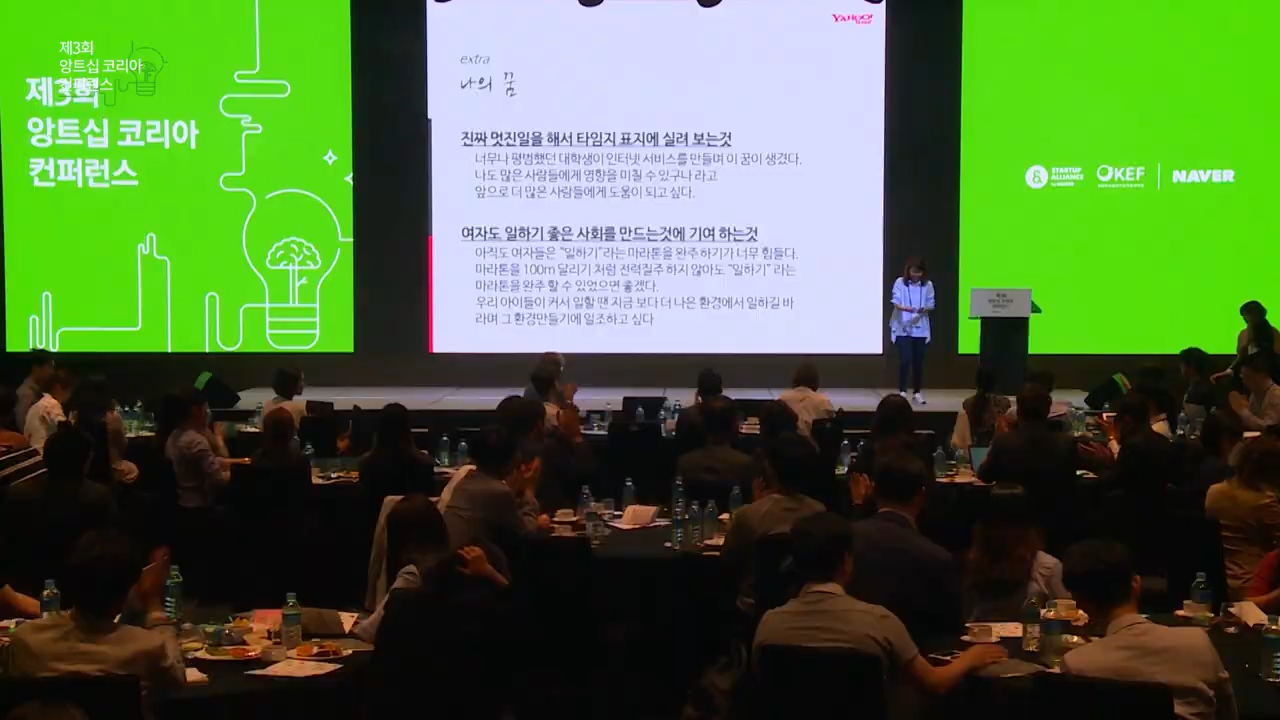 제3회
앙트십 코리아
컨퍼런스
제3회
앙트십 코리아
컨퍼런스
YAHOO!
extra
나의 꿈
진짜 멋진일을 해서 타임지 표지에 실려 보는것
너무나 평범했던 대학생이 인터넷 서비스를 만들며 이 꿈이 생겼다.
나도 많은 사람들에게 영향을 미칠 수 있구나 라고
앞으로 더 많은 사람들에게 도움이 되고 싶다.
여자도 일하기 좋은 사회를 만드는것에 기여 하는것
아직도 여자들은 "일하기"라는 마라톤을 완주 하기가 너무 힘들다.
마라톤을 100m 달리기 처럼 전력질주 하지 않아도 "일하기" 라는
마라톤을 완주 할 수 있었으면 좋겠다.
우리 아이들이 커서 일할 땐 지금 보다 더 나은 환경에서 일하길 바
라며 그 환경만들기에 일조하고 싶다
STARTUP
ALLIANCE
OKEF
NAVER